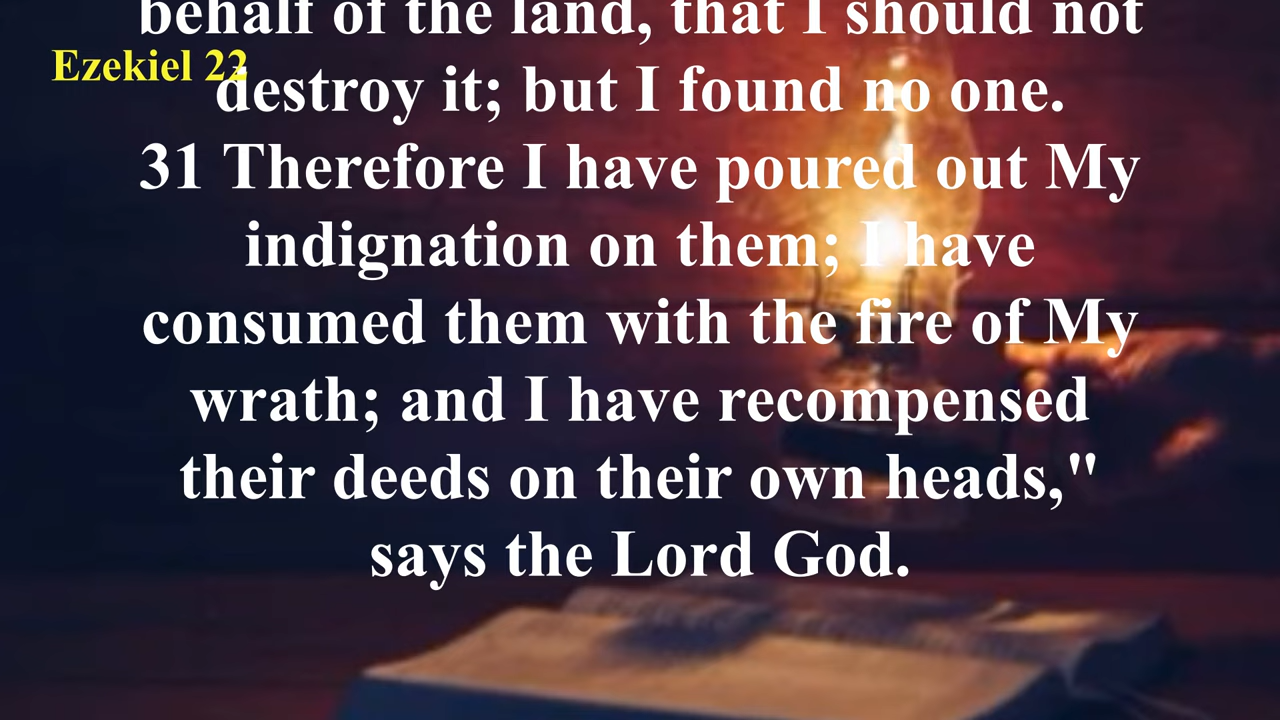 behalf of the land, that I should not
Ezekiel 22
destroy it; but I found no one.
31 Therefore I have poured out My
indignation on them; I have
consumed them with the fire of My
wrath; and I have recompensed
their deeds on their own heads,"
says the Lord God.